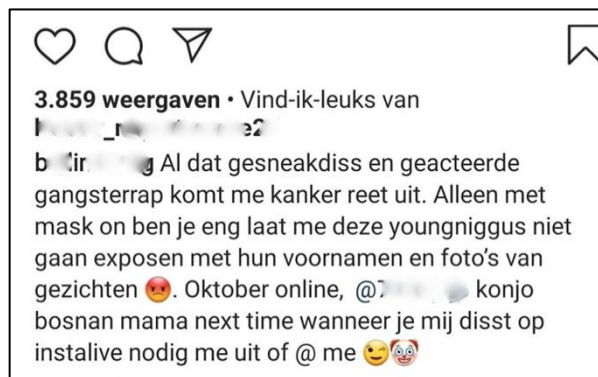 3.859 weergaven • Vind-ik-leuks van
Al dat gesneakdiss en geacteerde
gangsterrap komt me kanker reet uit. Alleen met
mask on ben je eng laat me deze youngniggus niet
gaan exposen met hun voornamen en foto's van
gezichten 😡. Oktober online, konjo
bosnan mama next time wanneer je mij disst op
instalive nodig me uit of @ me 😉🤡